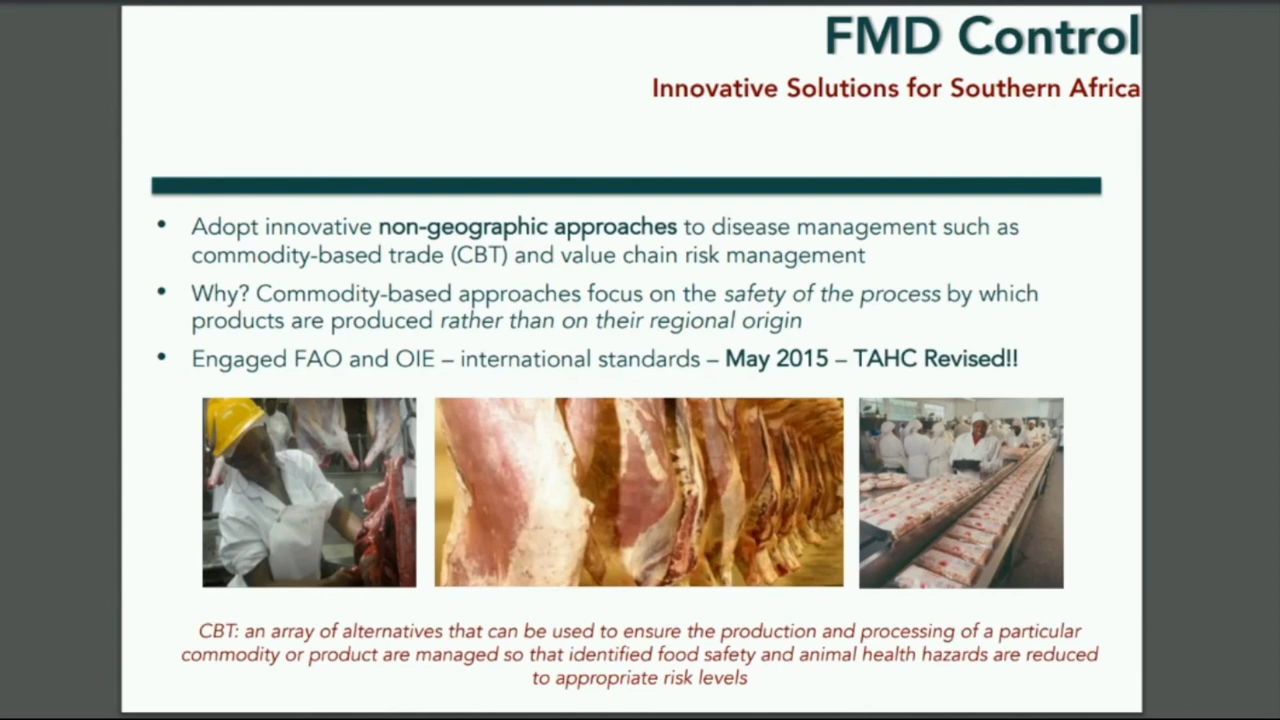 FMD Control
Innovative Solutions for Southern Africa
• Adopt innovative non-geographic approaches to disease management such as
commodity-based trade (CBT) and value chain risk management
• Why? Commodity-based approaches focus on the safety of the process by which
products are produced rather than on their regional origin
• Engaged FAO and OIE – international standards – May 2015 – TAHC Revised!!
CBT: an array of alternatives that can be used to ensure the production and processing of a particular
commodity or product are managed so that identified food safety and animal health hazards are reduced
to appropriate risk levels